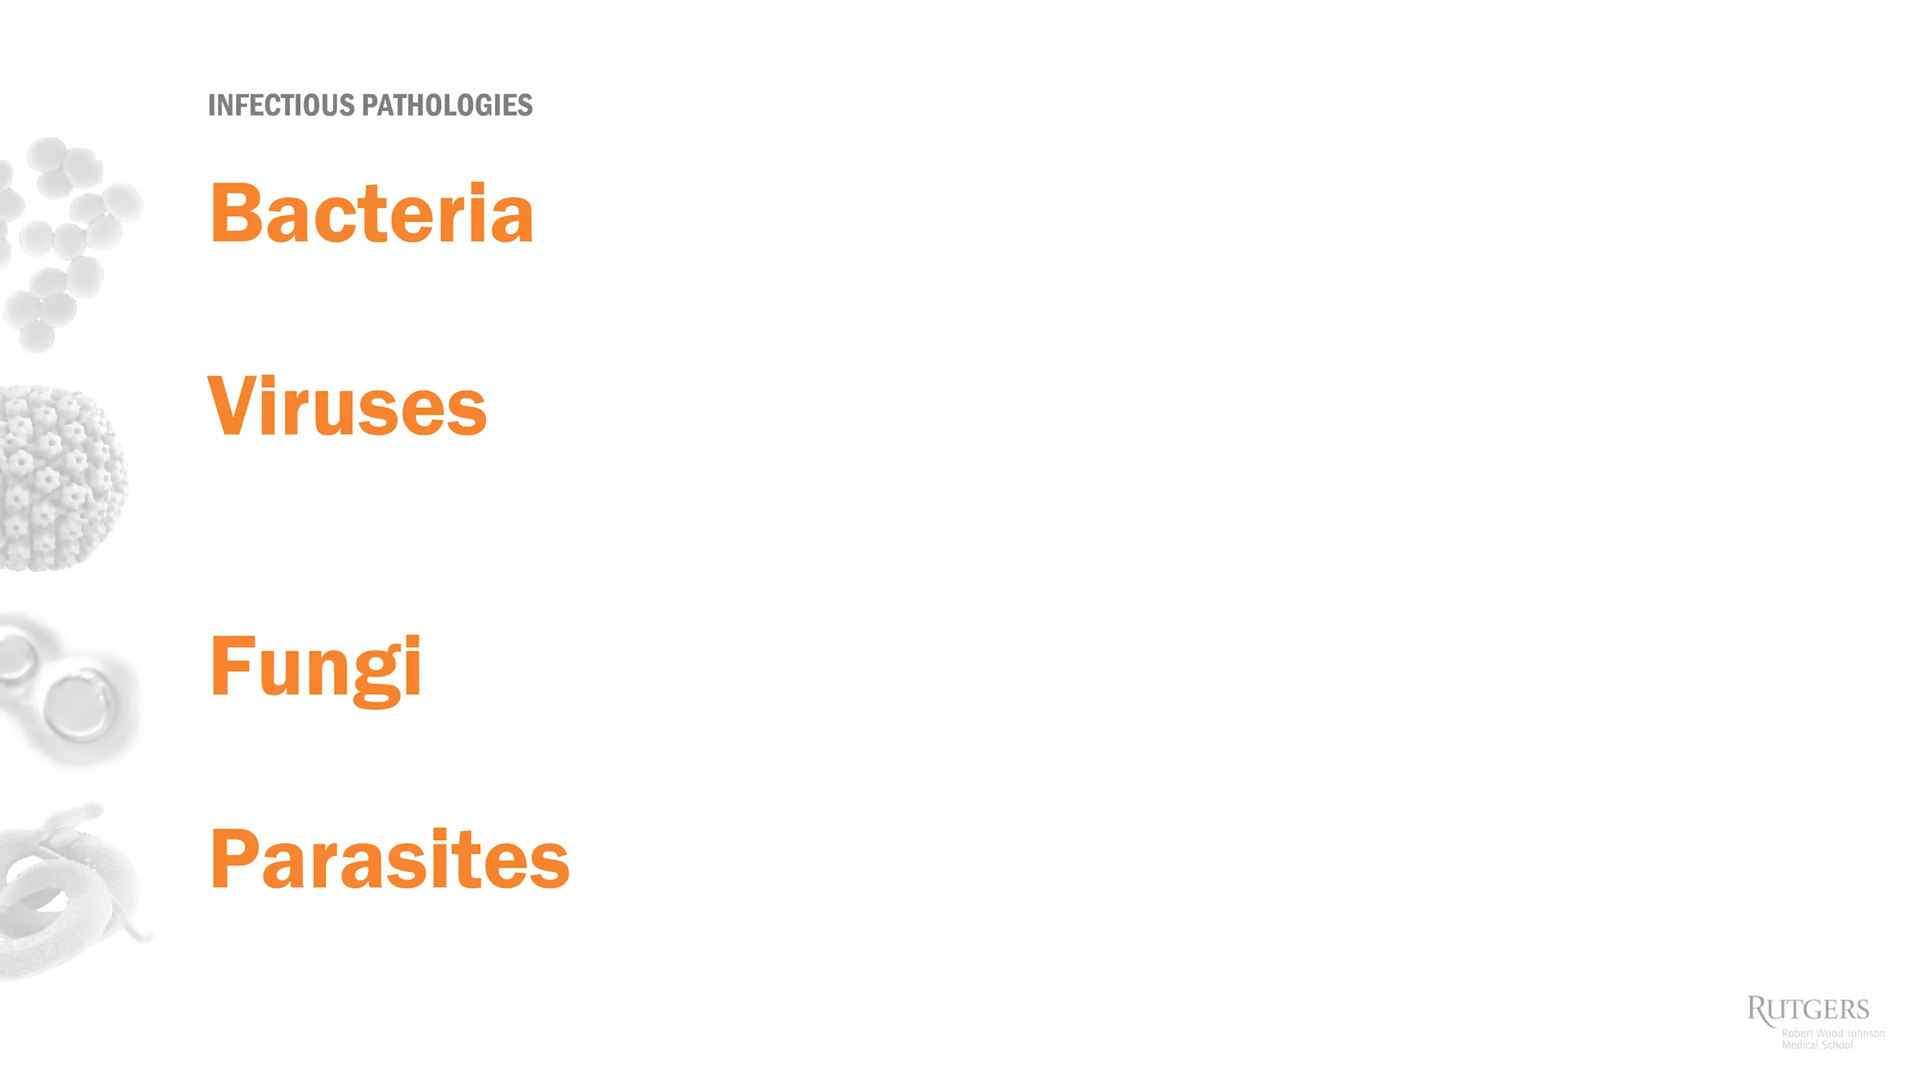 INFECTIOUS PATHOLOGIES
Bacteria
Viruses
Fungi
Parasites
RUTGERS
Robert Wood Johnson
Medical School